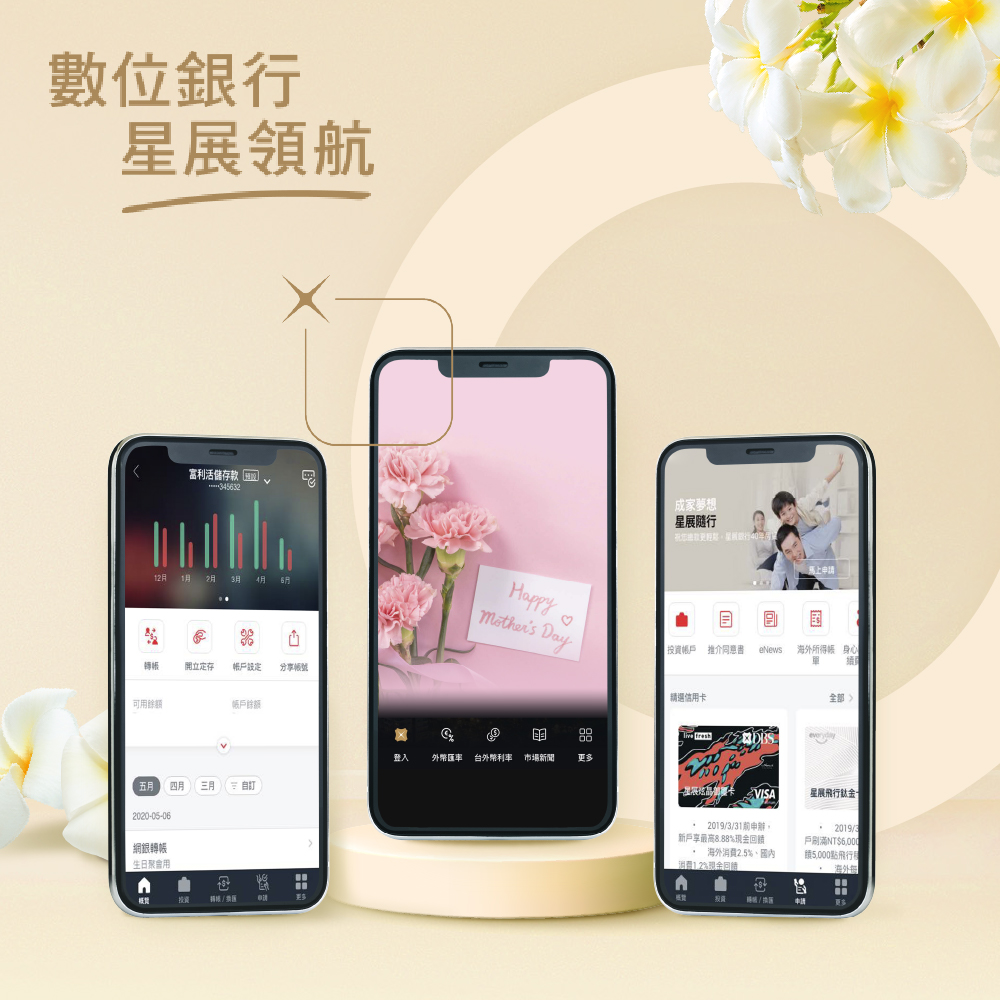 數位銀行
星展領航
富利活儲存款 預設
•••••345632
12月 1月 2月 3月 4月 5月
轉帳 開立定存 帳戶設定 分享帳號
可用餘額 帳戶餘額
五月 四月 三月 自訂
2020-05-06
網銀轉帳
生日聚會用
概覽 投資 轉帳 / 換匯 申請 更多
Happy
Mother's Day
登入 外幣匯率 台外幣利率 市場新聞 更多
成家夢想
星展隨行
馬上申請
投資帳戶 推介同意書 eNews 海外所得帳
單
身心
精選信用卡 全部
live fresh DBS
星展炫晶御璽卡 VISA
everyday
星展飛行鈦金卡
• 2019/3/31前申辦,
新戶享最高8.88%現金回饋
• 海外消費2.5%、國內
消費1.2%現金回饋
• 2019/3
戶刷滿NT$6,000
饋5,000點飛行積
• 海外每
概覽 投資 轉帳 / 換匯 申請 更多